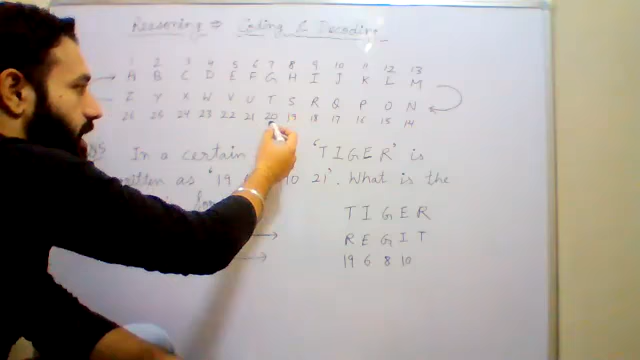 Reasoning ⇒ Coding & Decoding
1 2 3 4 5 6 7 8 9 10 11 12 13
A B C D E F G H I J K L M
Z Y X W V U T S R Q P O N
26 25 24 23 22 21 20 19 18 17 16 15 14
In a certain 'TIGER' is
written as '19 10 21'. What is the
for
T I G E R
R E G I T
19 6 8 10